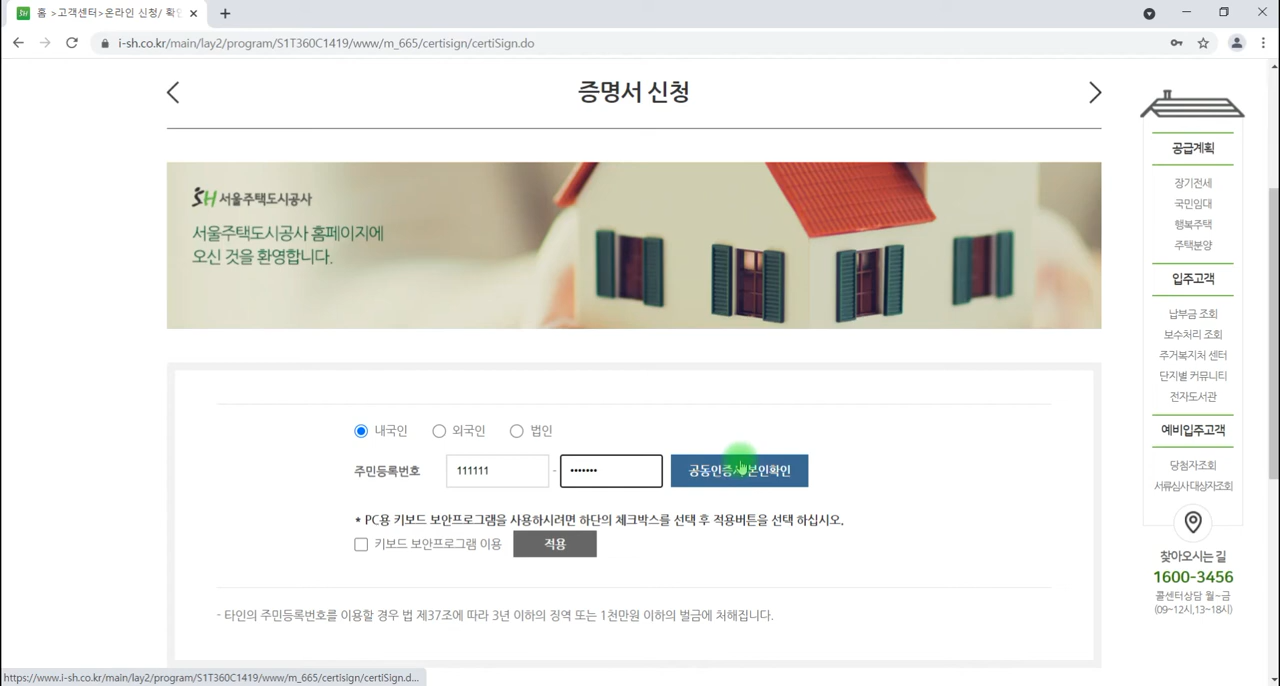 홈 >고객센터>온라인 신청/ 확인
i-sh.co.kr/main/lay2/program/S1T360C1419/www/m_665/certisign/certiSign.do
증명서 신청
SH 서울주택도시공사
서울주택도시공사 홈페이지에
오신 것을 환영합니다.
내국인 외국인 법인
주민등록번호 111111 - ••••••• 공동인증서 본인확인
* PC용 키보드 보안프로그램을 사용하시려면 하단의 체크박스를 선택 후 적용버튼을 선택 하십시오.
키보드 보안프로그램 이용 적용
- 타인의 주민등록번호를 이용할 경우 법 제37조에 따라 3년 이하의 징역 또는 1천만원 이하의 벌금에 처해집니다.
공급계획
장기전세
국민임대
행복주택
주택분양
입주고객
납부금 조회
보수처리 조회
주거복지처 센터
단지별 커뮤니티
전자도서관
예비입주고객
당첨자조회
서류심사대상자조회
찾아오시는 길
1600-3456
콜센터상담 월~금
(09~12시,13~18시)
https://www.i-sh.co.kr/main/lay2/program/S1T360C1419/www/m_665/certisign/certiSign.d...